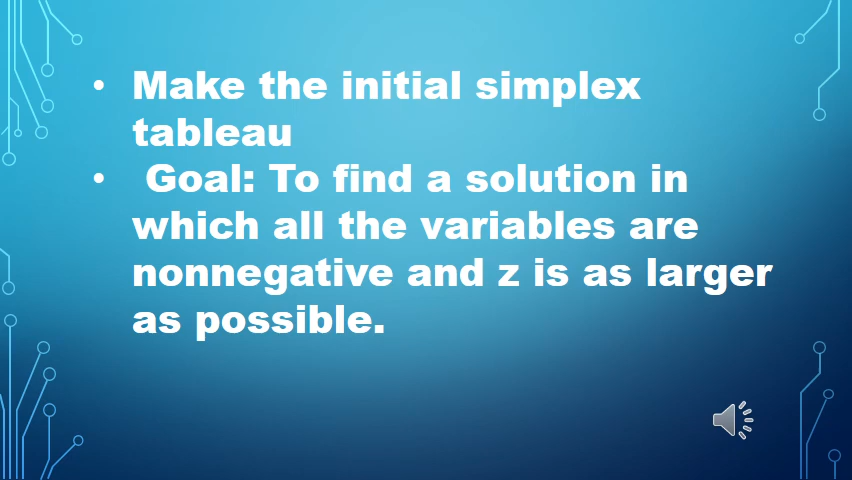 • Make the initial simplex
tableau
• Goal: To find a solution in
which all the variables are
nonnegative and z is as larger
as possible.